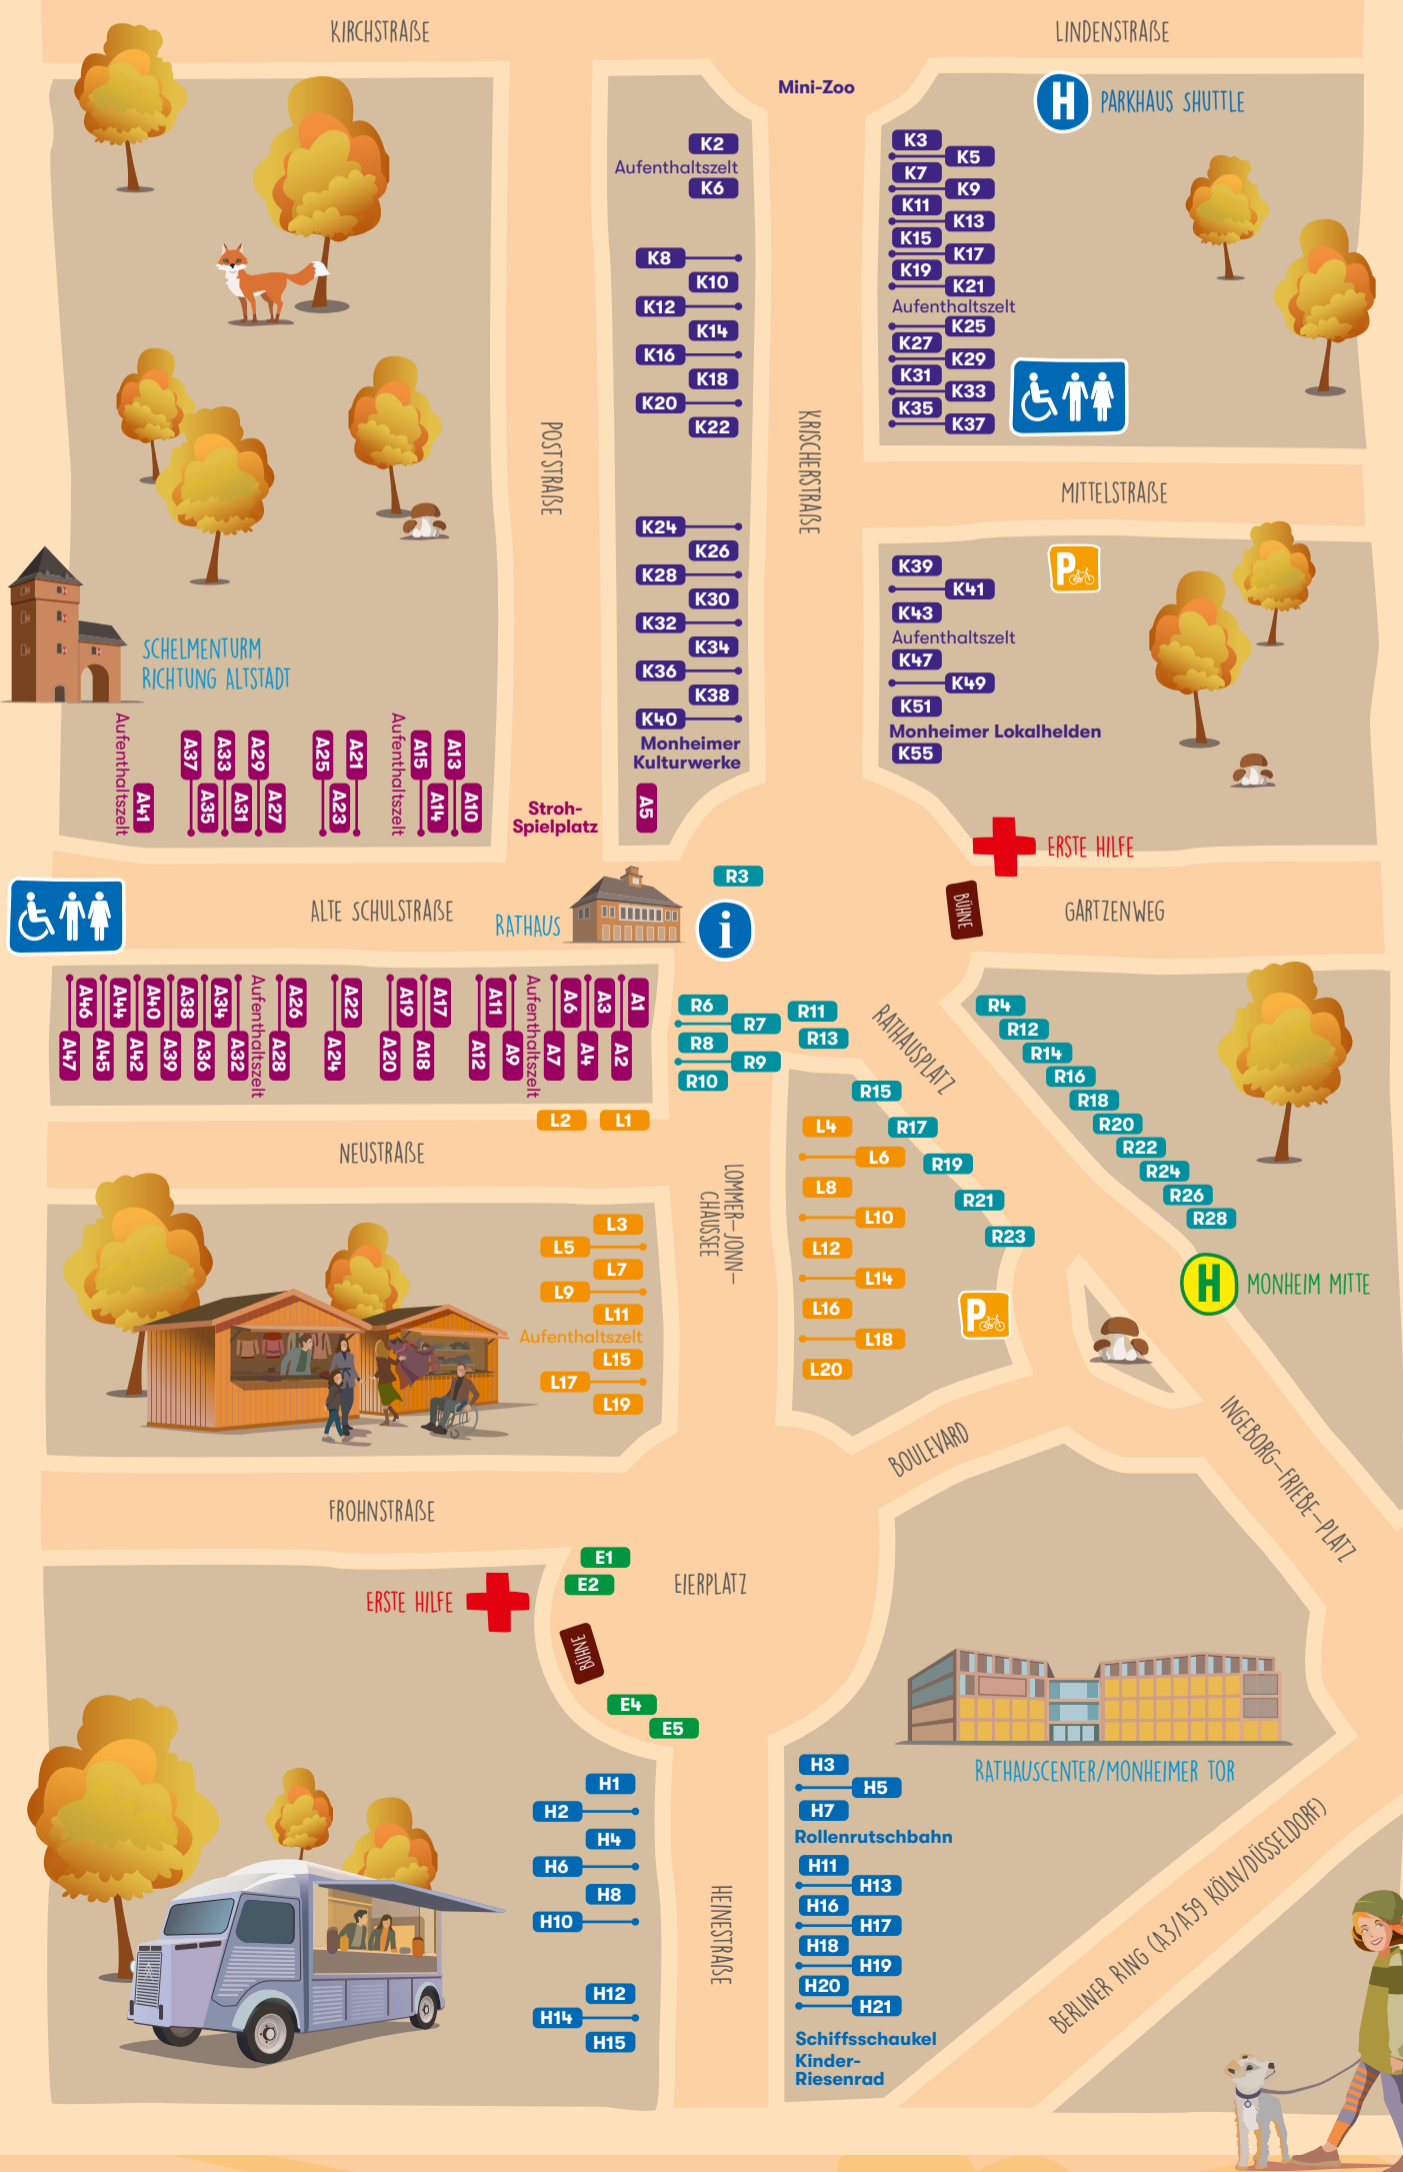 KIRCHSTRAßE
LINDENSTRAßE
Mini-Zoo
H
PARKHAUS SHUTTLE
K2
Aufenthaltszelt
K6
K8
K10
K12
K14
K16
K18
K20
K22
K3
K5
K7
K9
K11
K13
K15
K17
K19
K21
Aufenthaltszelt
K25
K27
K29
K31
K33
K35
K37
POSTSTRAßE
KRISCHERSTRAßE
MITTELSTRAßE
K24
K26
K28
K30
K32
K34
K36
K38
K40
Monheimer
Kulturwerke
A5
K39
K41
K43
Aufenthaltszelt
K47
K49
K51
Monheimer Lokalhelden
K55
P
SCHELMENTURM
RICHTUNG ALTSTADT
Aufenthaltszelt
A41
A37
A35
A33
A31
A29
A27
A25
A23
A21
Aufenthaltszelt
A15
A14
A13
A10
Stroh-
Spielplatz
ERSTE HILFE
R3
BÜHNE
ALTE SCHULSTRAßE
RATHAUS
i
GARTZENWEG
A47
A46
A45
A44
A42
A40
A39
A38
A36
A34
A32
Aufenthaltszelt
A28
A26
A24
A22
A20
A19
A18
A17
A12
A11
A9
Aufenthaltszelt
A7
A6
A4
A3
A2
A1
R6
R7
R8
R9
R10
R11
R13
RATHAUSPLATZ
R4
R12
R14
R16
R18
R20
R22
R24
R26
R28
R15
R17
R19
R21
R23
L2
L1
NEUSTRAßE
LOMMER-JONN-
CHAUSSEE
L4
L6
L8
L10
L12
L14
L16
L18
L20
P
H
MONHEIM MITTE
L3
L5
L7
L9
L11
Aufenthaltszelt
L15
L17
L19
BOULEVARD
INGEBORG-FRIEBE-PLATZ
FROHNSTRAßE
E1
E2
EIERPLATZ
ERSTE HILFE
BÜHNE
E4
E5
RATHAUSCENTER/MONHEIMER TOR
H1
H2
H4
H6
H8
H10
H12
H14
H15
HEINESTRAßE
H3
H5
H7
Rollenrutschbahn
H11
H13
H16
H17
H18
H19
H20
H21
Schiffsschaukel
Kinder-
Riesenrad
BERLINER RING (A3/A59 KÖLN/DÜSSELDORF)